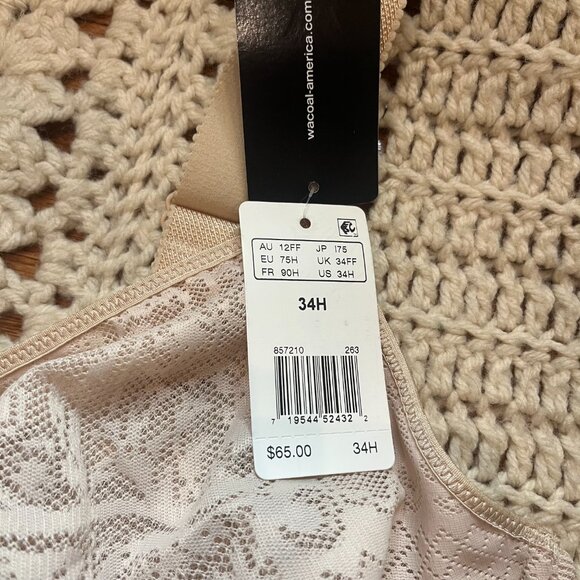 wacoal-america.com
AU 12FF JP I75
EU 75H UK 34FF
FR 90H US 34H
34H
857210 263
7 19544 52432 2
$65.00 34H